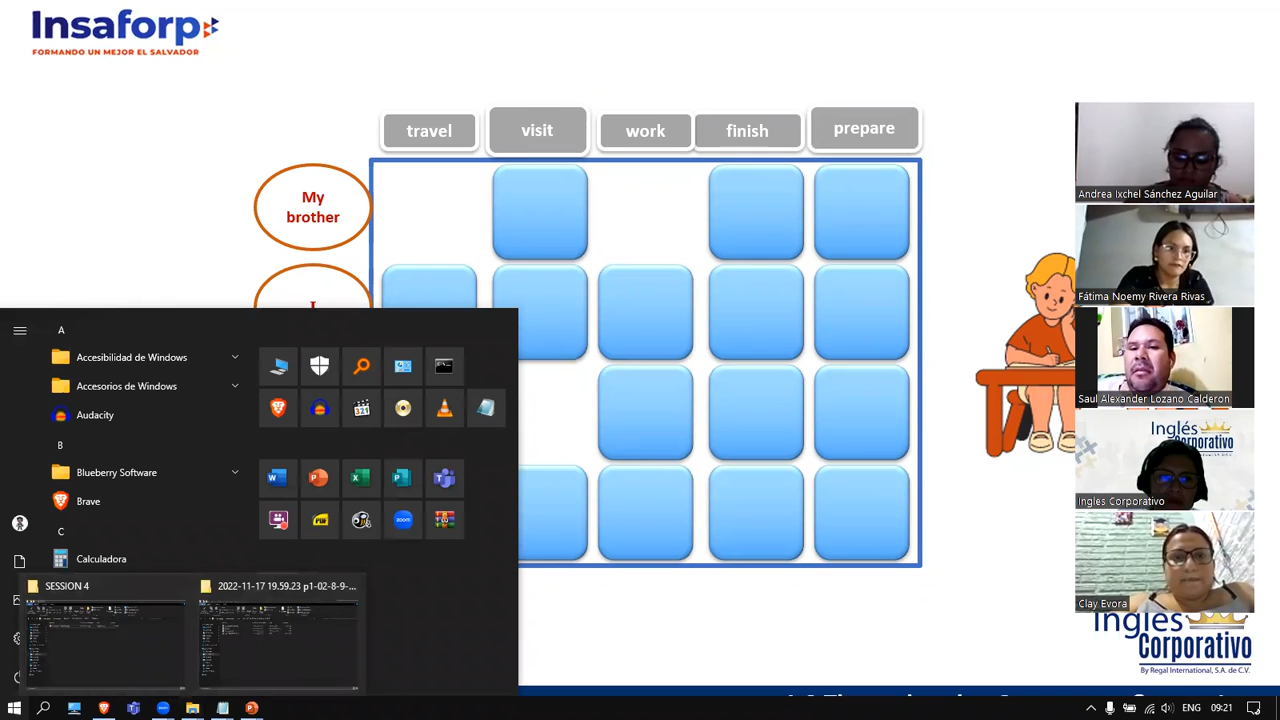 Insaforp
FORMANDO UN MEJOR EL SALVADOR
travel
visit
work
finish
prepare
My
brother
I
A
Accesibilidad de Windows
Accesorios de Windows
Audacity
B
Blueberry Software
Brave
C
Calculadora
SESSION 4
2022-11-17 19.59.23 p1-02-8-9-...
Andrea Ixchel Sánchez Aguilar
Fátima Noemy Rivera Rivas
Saul Alexander Lozano Calderon
Inglés
Corporativo
Ingles Corporativo
Clay Evora
Inglés
Corporativo
By Regal International, S.A. de C.V.
ENG
09:21